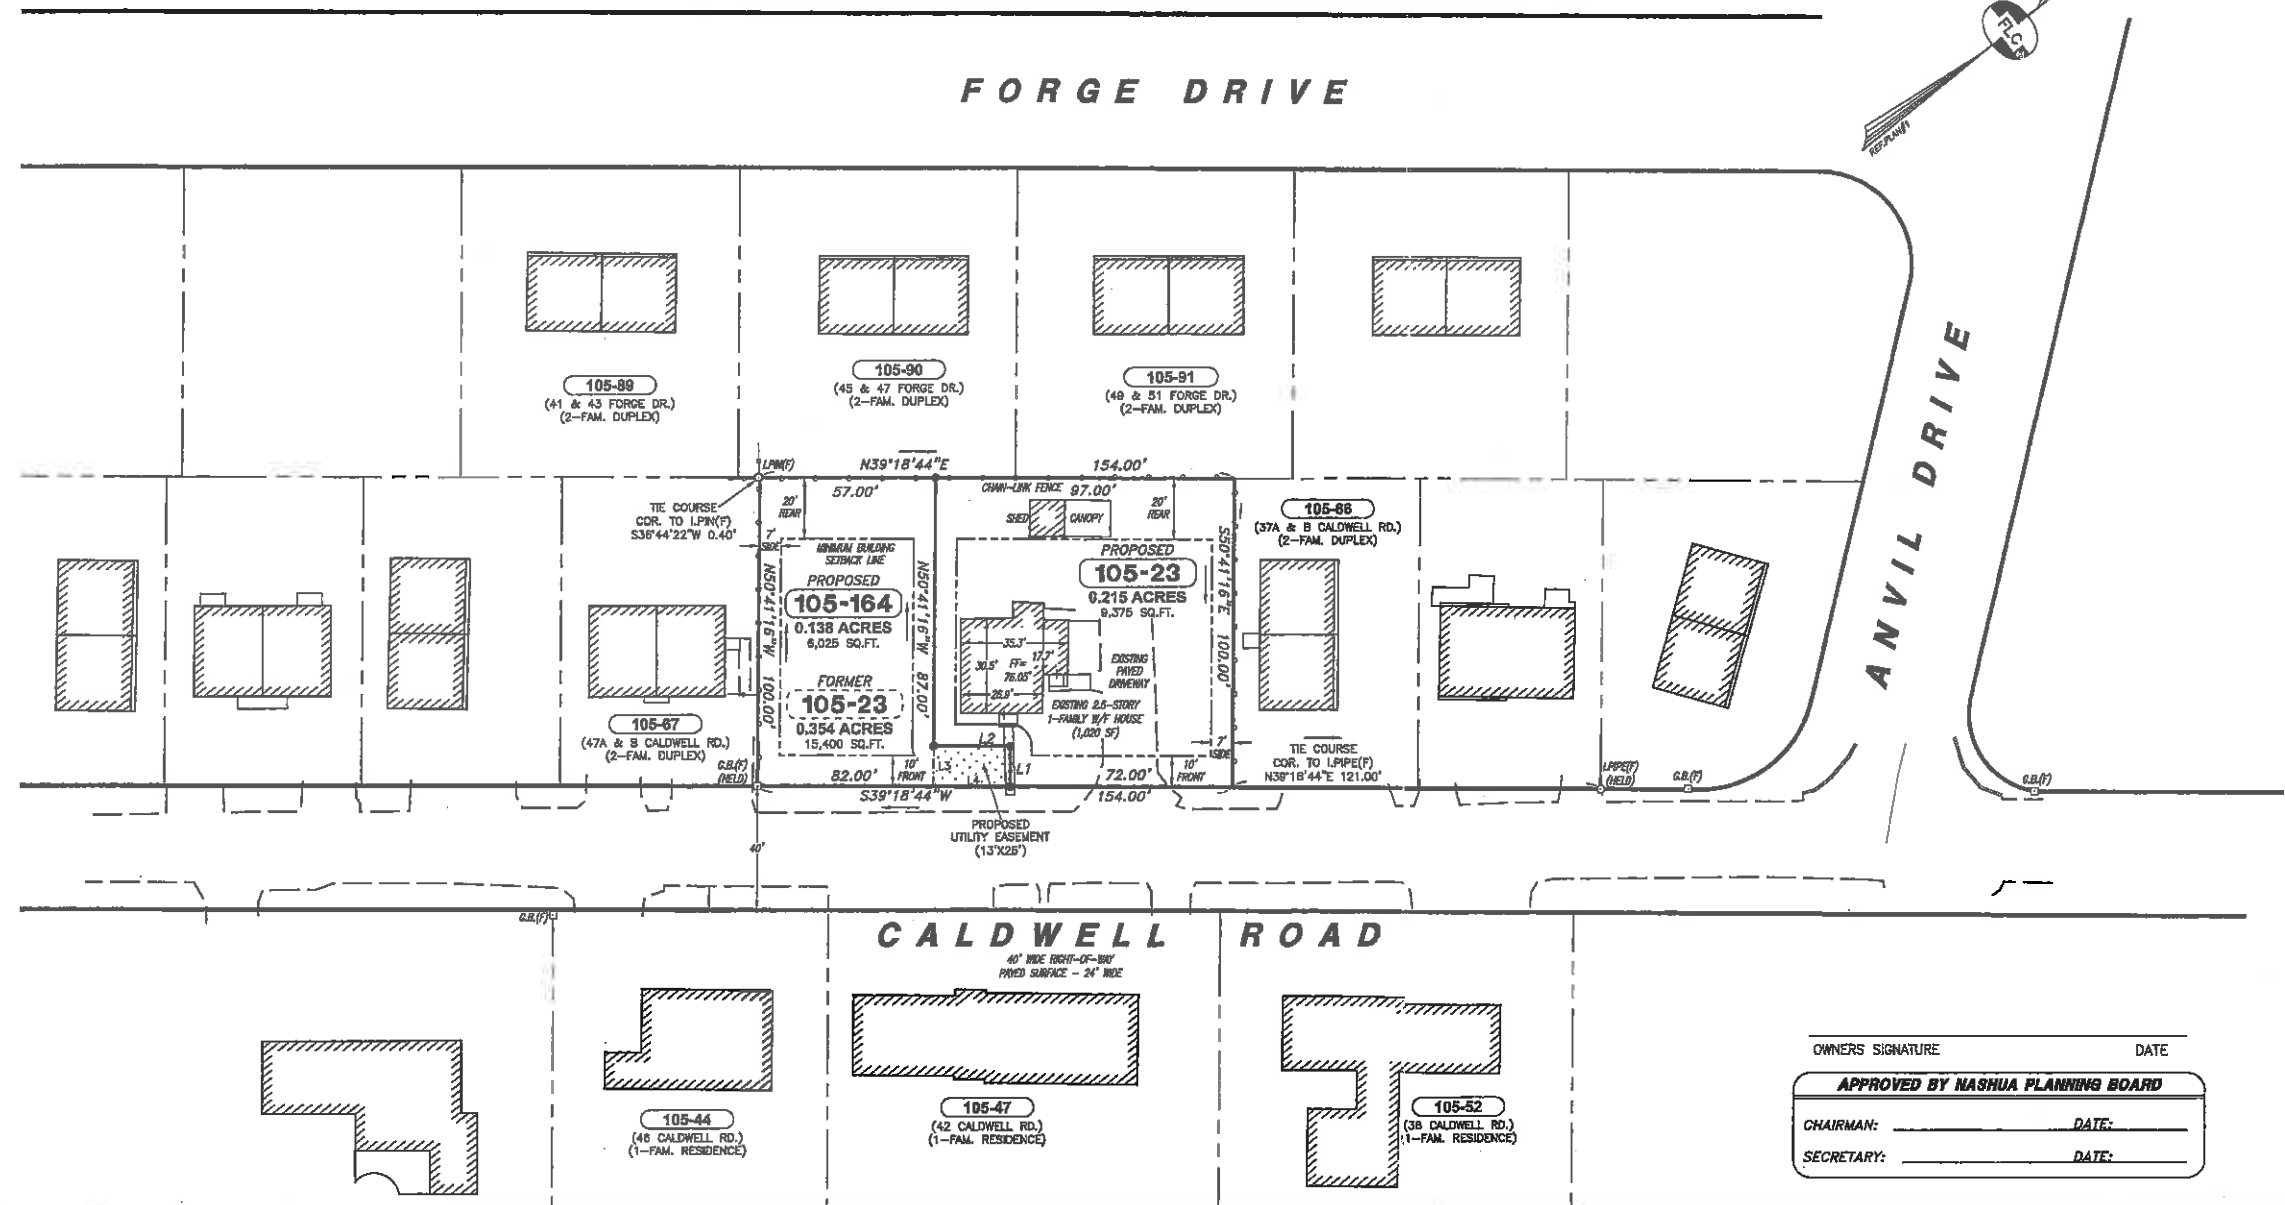 FLC
REF.PLAN#1
FORGE DRIVE
ANVIL DRIVE
105-89
(41 & 43 FORGE DR.)
(2-FAM. DUPLEX)
105-90
(45 & 47 FORGE DR.)
(2-FAM. DUPLEX)
105-91
(49 & 51 FORGE DR.)
(2-FAM. DUPLEX)
I.PIN(F)
N39°18'44"E
154.00'
57.00'
CHAIN-LINK FENCE
97.00'
TIE COURSE
COR. TO I.PIN(F)
S36°44'22"W 0.40'
20'
REAR
SHED
CANOPY
20'
REAR
105-66
(37A & B CALDWELL RD.)
(2-FAM. DUPLEX)
7'
SIDE
MINIMUM BUILDING
SETBACK LINE
PROPOSED
105-164
0.138 ACRES
6,025 SQ.FT.
PROPOSED
105-23
0.215 ACRES
9,375 SQ.FT.
N50°41'16"W 100.00'
N50°41'16"W 87.00'
S50°41'16"E 100.00'
35.3'
17.7'
30.5'
FF=
76.05'
26.9'
EXISTING
PAVED
DRIVEWAY
EXISTING 2.5-STORY
1-FAMILY W/F HOUSE
(1,020 SF)
FORMER
105-23
0.354 ACRES
15,400 SQ.FT.
105-67
(47A & B CALDWELL RD.)
(2-FAM. DUPLEX)
G.B.(F)
(HELD)
L2
L3
L4
L1
10'
FRONT
82.00'
S39°18'44"W
72.00'
154.00'
10'
FRONT
7'
SIDE
TIE COURSE
COR. TO I.PIPE(F)
N39°18'44"E 121.00'
I.PIPE(F)
(HELD)
G.B.(F)
G.B.(F)
PROPOSED
UTILITY EASEMENT
(13'X25')
40'
G.B.(F)
CALDWELL ROAD
40' WIDE RIGHT-OF-WAY
PAVED SURFACE - 24' WIDE
105-44
(46 CALDWELL RD.)
(1-FAM. RESIDENCE)
105-47
(42 CALDWELL RD.)
(1-FAM. RESIDENCE)
105-52
(38 CALDWELL RD.)
(1-FAM. RESIDENCE)
OWNERS SIGNATURE DATE
APPROVED BY NASHUA PLANNING BOARD
CHAIRMAN: DATE:
SECRETARY: DATE: